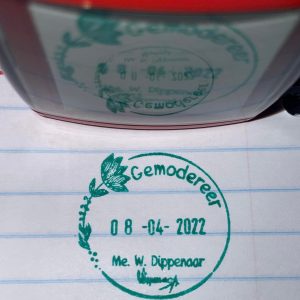 Gemodereer
08 -04- 2022
Me. W. Dippenaar